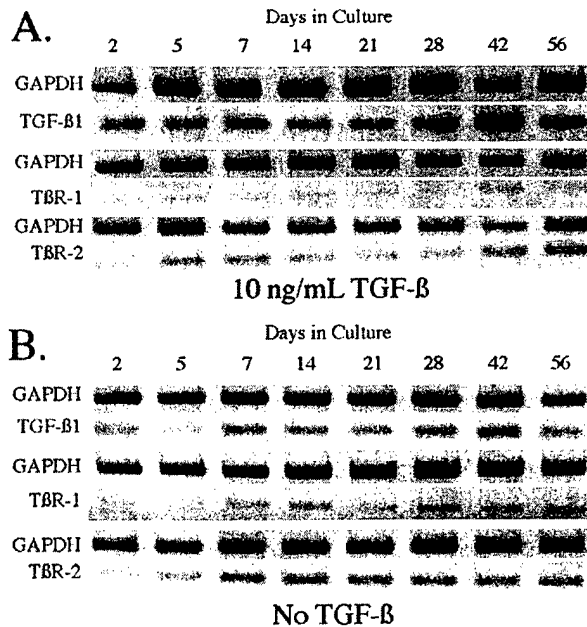 A.
Days in Culture
2 5 7 14 21 28 42 56
GAPDH
TGF-ß1
GAPDH
TßR-1
GAPDH
TßR-2
10 ng/mL TGF-ß
B.
Days in Culture
2 5 7 14 21 28 42 56
GAPDH
TGF-ß1
GAPDH
TßR-1
GAPDH
TßR-2
No TGF-ß